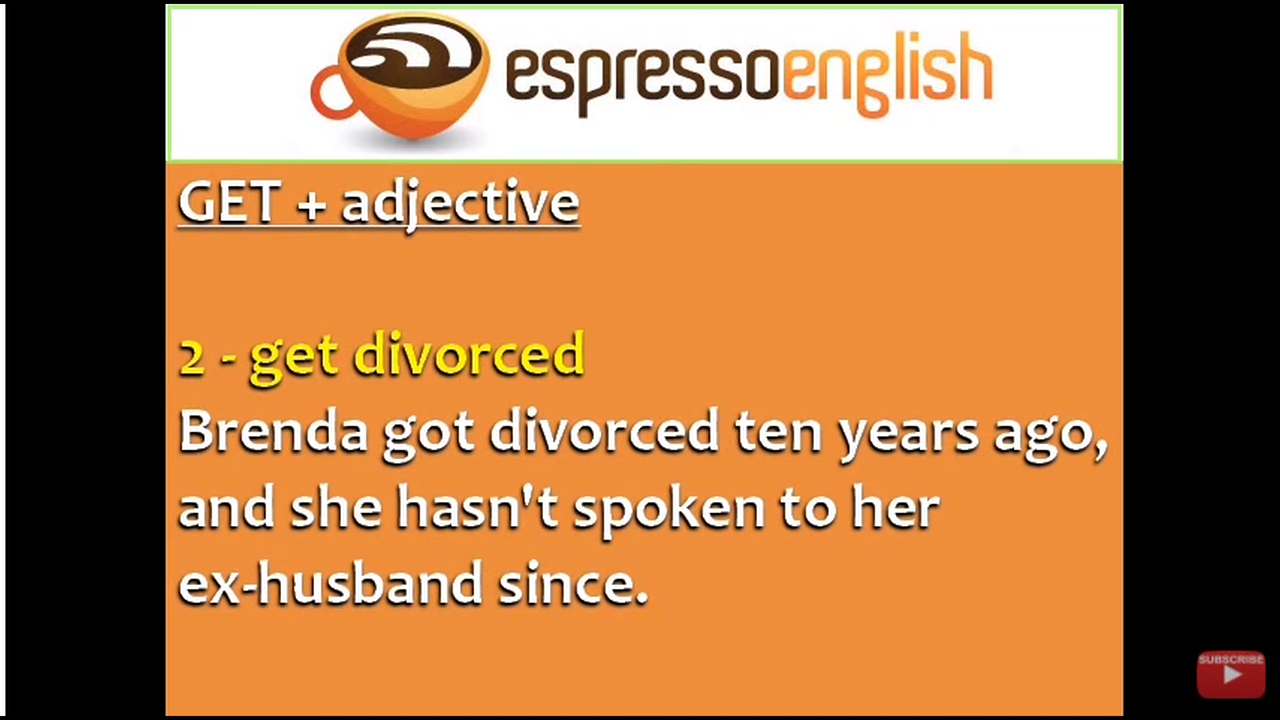 espressoenglish
GET + adjective
2 - get divorced
Brenda got divorced ten years ago,
and she hasn't spoken to her
ex-husband since.
SUBSCRIBE